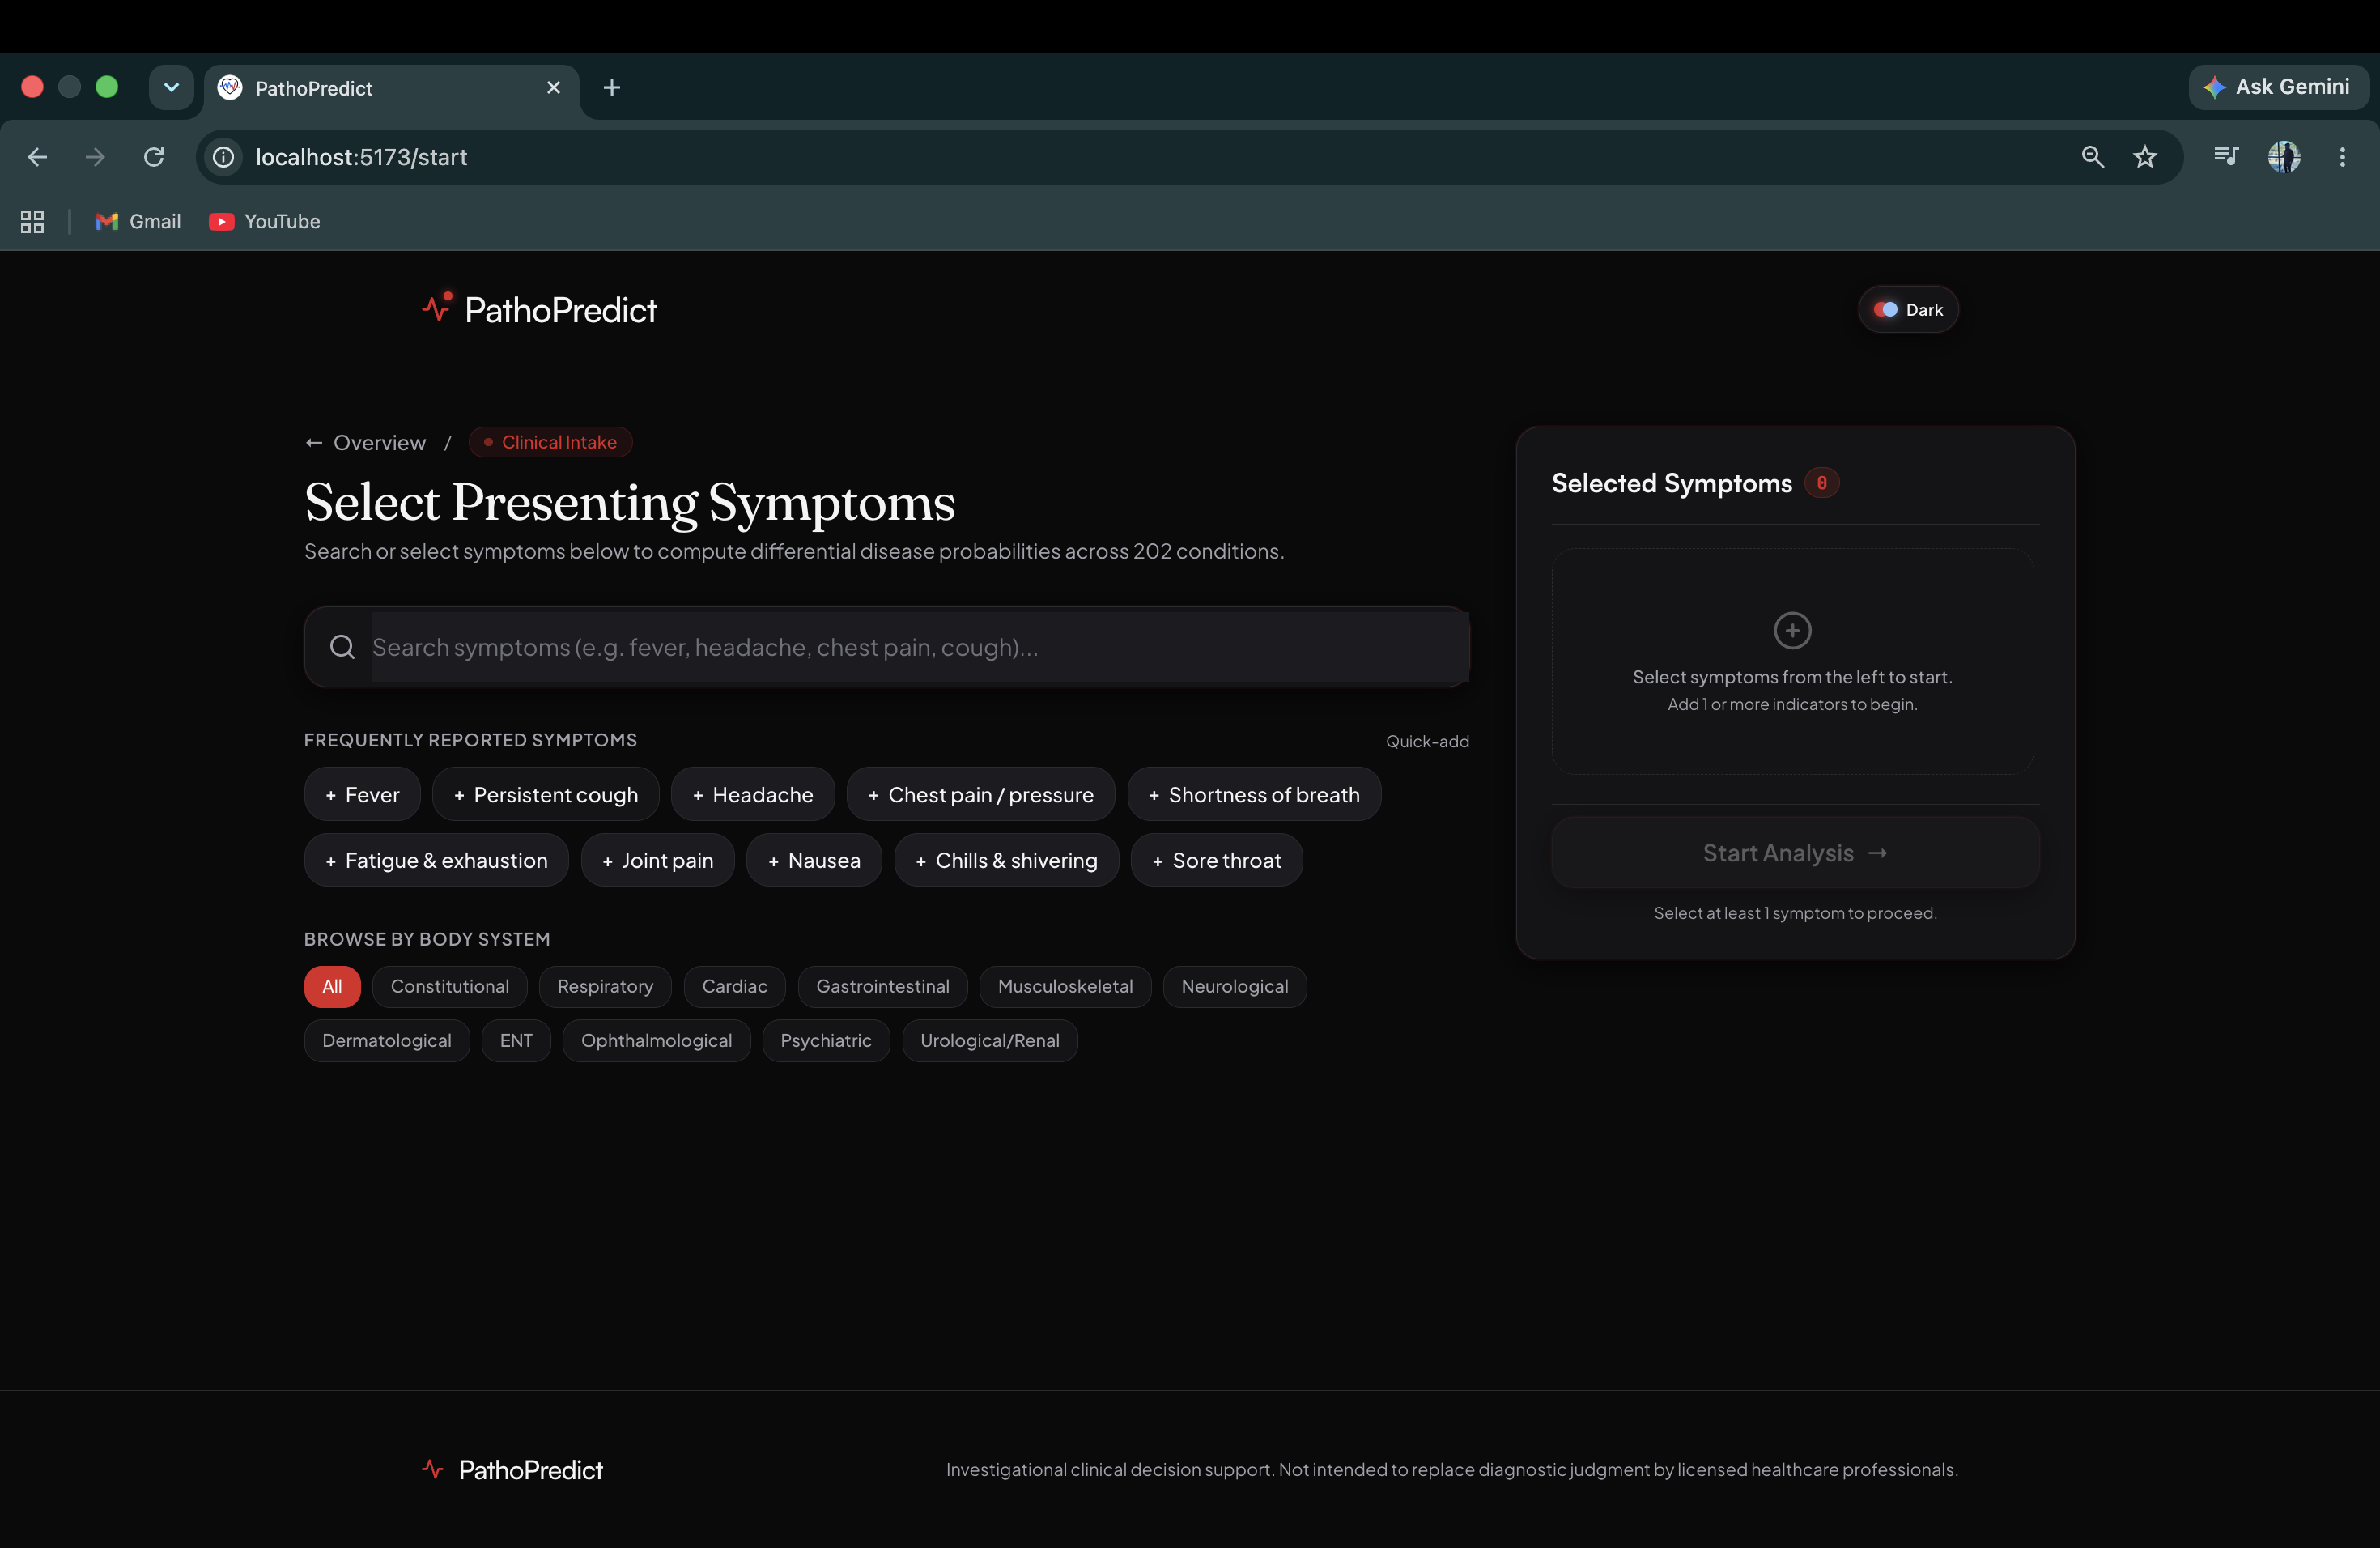 PathoPredict
Ask Gemini
localhost:5173/start
Gmail
YouTube
PathoPredict
Dark
← Overview / Clinical Intake
Select Presenting Symptoms
Search or select symptoms below to compute differential disease probabilities across 202 conditions.
Search symptoms (e.g. fever, headache, chest pain, cough)...
FREQUENTLY REPORTED SYMPTOMS
Quick-add
+ Fever
+ Persistent cough
+ Headache
+ Chest pain / pressure
+ Shortness of breath
+ Fatigue & exhaustion
+ Joint pain
+ Nausea
+ Chills & shivering
+ Sore throat
BROWSE BY BODY SYSTEM
All
Constitutional
Respiratory
Cardiac
Gastrointestinal
Musculoskeletal
Neurological
Dermatological
ENT
Ophthalmological
Psychiatric
Urological/Renal
Selected Symptoms 0
Select symptoms from the left to start.
Add 1 or more indicators to begin.
Start Analysis →
Select at least 1 symptom to proceed.
PathoPredict
Investigational clinical decision support. Not intended to replace diagnostic judgment by licensed healthcare professionals.